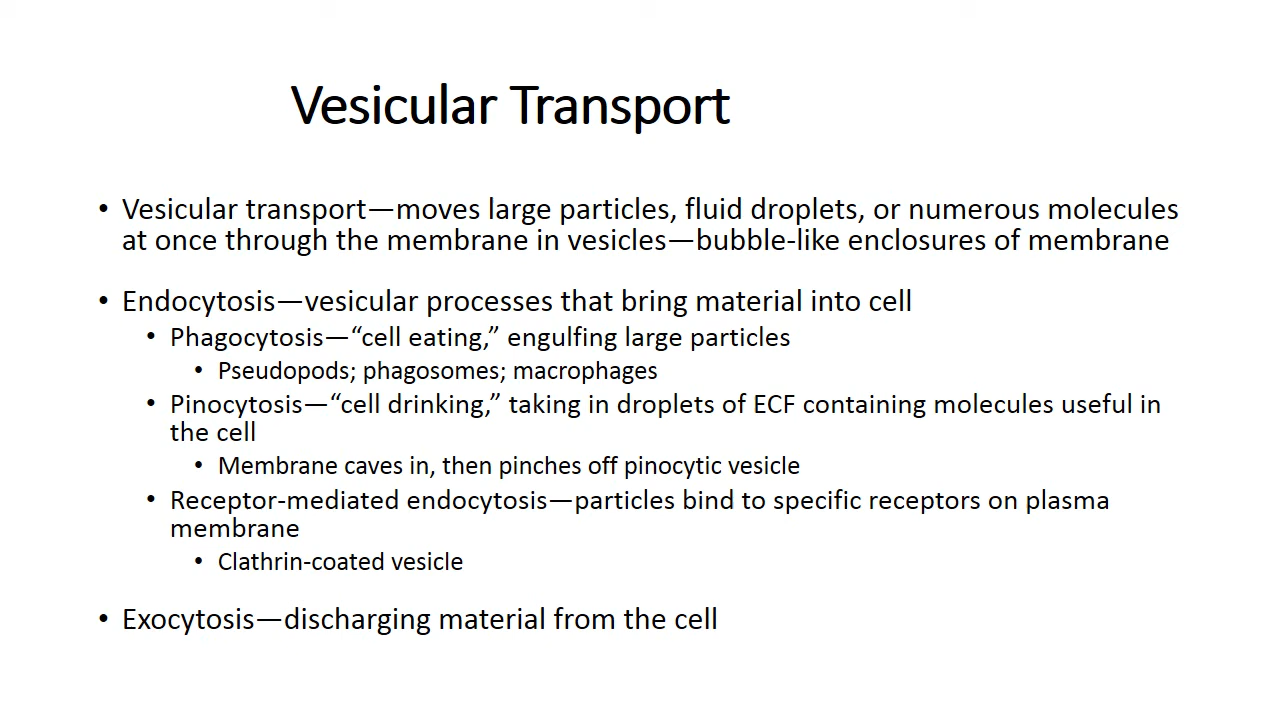 Vesicular Transport
• Vesicular transport—moves large particles, fluid droplets, or numerous molecules
at once through the membrane in vesicles—bubble-like enclosures of membrane
• Endocytosis—vesicular processes that bring material into cell
• Phagocytosis—“cell eating,” engulfing large particles
• Pseudopods; phagosomes; macrophages
• Pinocytosis—“cell drinking,” taking in droplets of ECF containing molecules useful in
the cell
• Membrane caves in, then pinches off pinocytic vesicle
• Receptor-mediated endocytosis—particles bind to specific receptors on plasma
membrane
• Clathrin-coated vesicle
• Exocytosis—discharging material from the cell